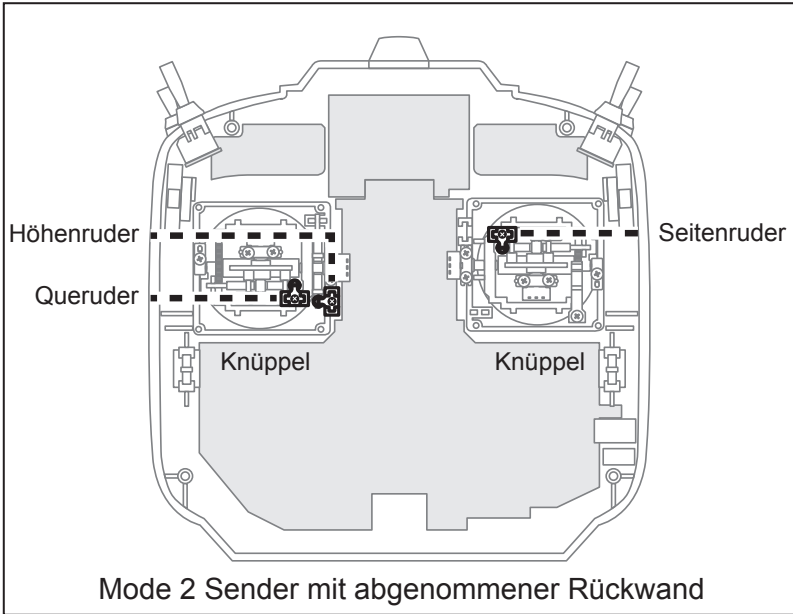 Höhenruder
Seitenruder
Queruder
Knüppel
Knüppel
Mode 2 Sender mit abgenommener Rückwand